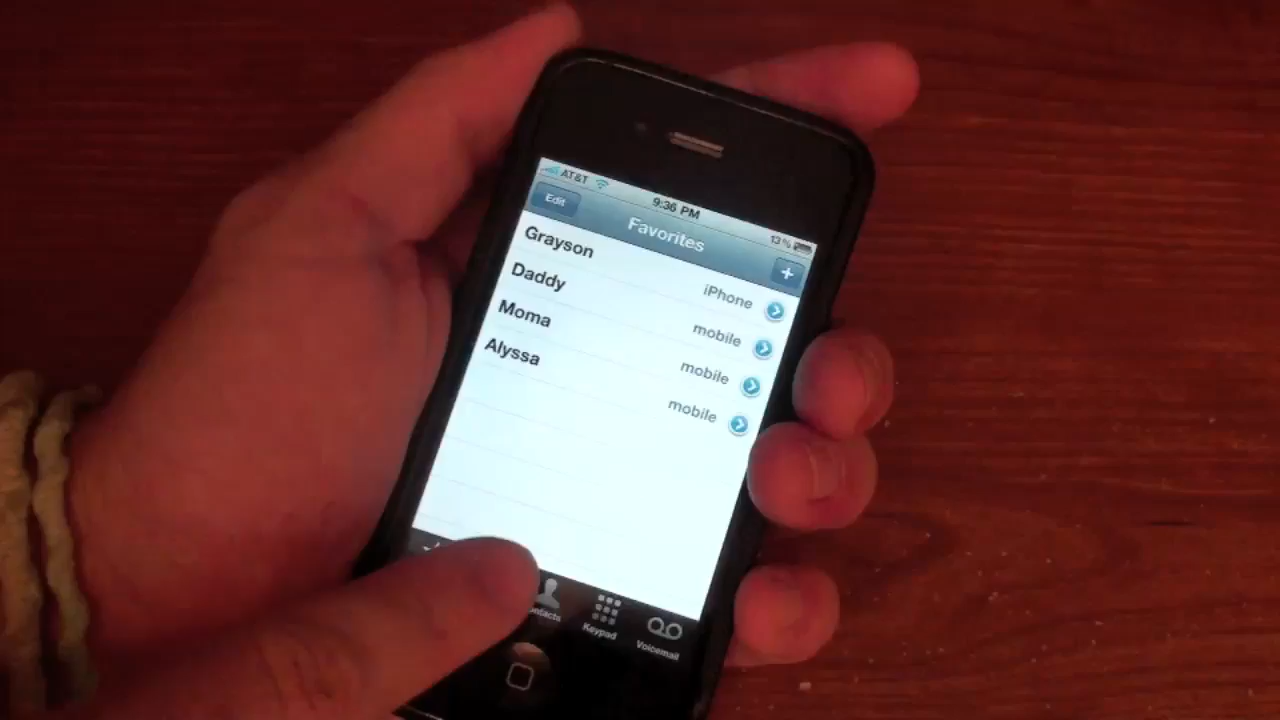 AT&T 9:36 PM 13%
Edit Favorites +
Grayson iPhone
Daddy mobile
Moma mobile
Alyssa mobile
Keypad Voicemail